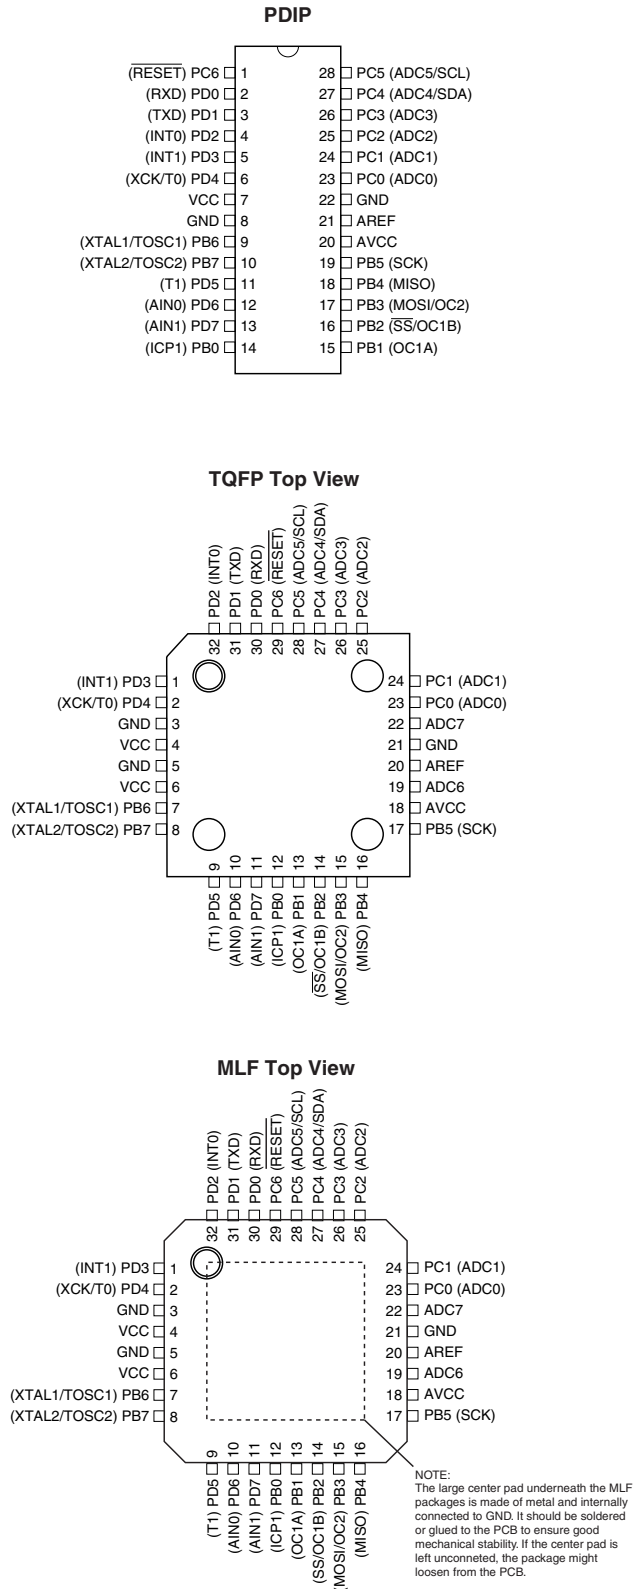 PDIP
(RESET) PC6 1 28 PC5 (ADC5/SCL)
(RXD) PD0 2 27 PC4 (ADC4/SDA)
(TXD) PD1 3 26 PC3 (ADC3)
(INT0) PD2 4 25 PC2 (ADC2)
(INT1) PD3 5 24 PC1 (ADC1)
(XCK/T0) PD4 6 23 PC0 (ADC0)
VCC 7 22 GND
GND 8 21 AREF
(XTAL1/TOSC1) PB6 9 20 AVCC
(XTAL2/TOSC2) PB7 10 19 PB5 (SCK)
(T1) PD5 11 18 PB4 (MISO)
(AIN0) PD6 12 17 PB3 (MOSI/OC2)
(AIN1) PD7 13 16 PB2 (SS/OC1B)
(ICP1) PB0 14 15 PB1 (OC1A)
TQFP Top View
32 PD2 (INT0)
31 PD1 (TXD)
30 PD0 (RXD)
29 PC6 (RESET)
28 PC5 (ADC5/SCL)
27 PC4 (ADC4/SDA)
26 PC3 (ADC3)
25 PC2 (ADC2)
(INT1) PD3 1 24 PC1 (ADC1)
(XCK/T0) PD4 2 23 PC0 (ADC0)
GND 3 22 ADC7
VCC 4 21 GND
GND 5 20 AREF
VCC 6 19 ADC6
(XTAL1/TOSC1) PB6 7 18 AVCC
(XTAL2/TOSC2) PB7 8 17 PB5 (SCK)
(T1) PD5 9
(AIN0) PD6 10
(AIN1) PD7 11
(ICP1) PB0 12
(OC1A) PB1 13
(SS/OC1B) PB2 14
(MOSI/OC2) PB3 15
(MISO) PB4 16
MLF Top View
32 PD2 (INT0)
31 PD1 (TXD)
30 PD0 (RXD)
29 PC6 (RESET)
28 PC5 (ADC5/SCL)
27 PC4 (ADC4/SDA)
26 PC3 (ADC3)
25 PC2 (ADC2)
(INT1) PD3 1 24 PC1 (ADC1)
(XCK/T0) PD4 2 23 PC0 (ADC0)
GND 3 22 ADC7
VCC 4 21 GND
GND 5 20 AREF
VCC 6 19 ADC6
(XTAL1/TOSC1) PB6 7 18 AVCC
(XTAL2/TOSC2) PB7 8 17 PB5 (SCK)
(T1) PD5 9
(AIN0) PD6 10
(AIN1) PD7 11
(ICP1) PB0 12
(OC1A) PB1 13
(SS/OC1B) PB2 14
(MOSI/OC2) PB3 15
(MISO) PB4 16
NOTE:
The large center pad underneath the MLF
packages is made of metal and internally
connected to GND. It should be soldered
or glued to the PCB to ensure good
mechanical stability. If the center pad is
left unconneted, the package might
loosen from the PCB.